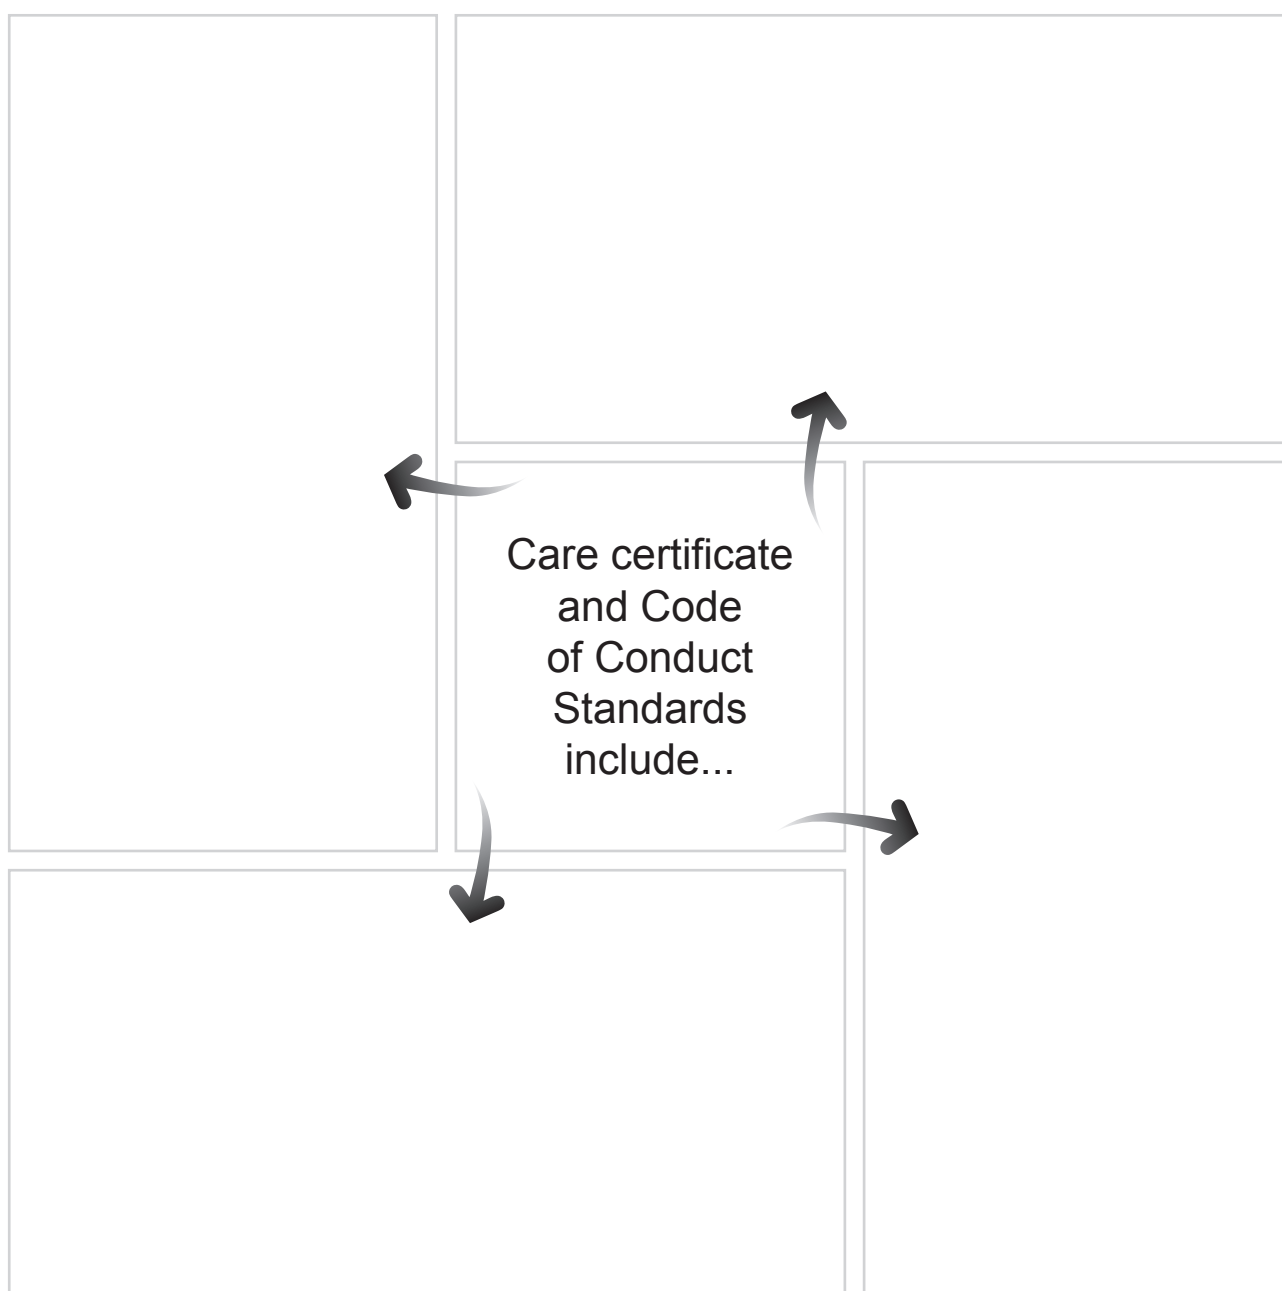 Care certificate
and Code
of Conduct
Standards
include...